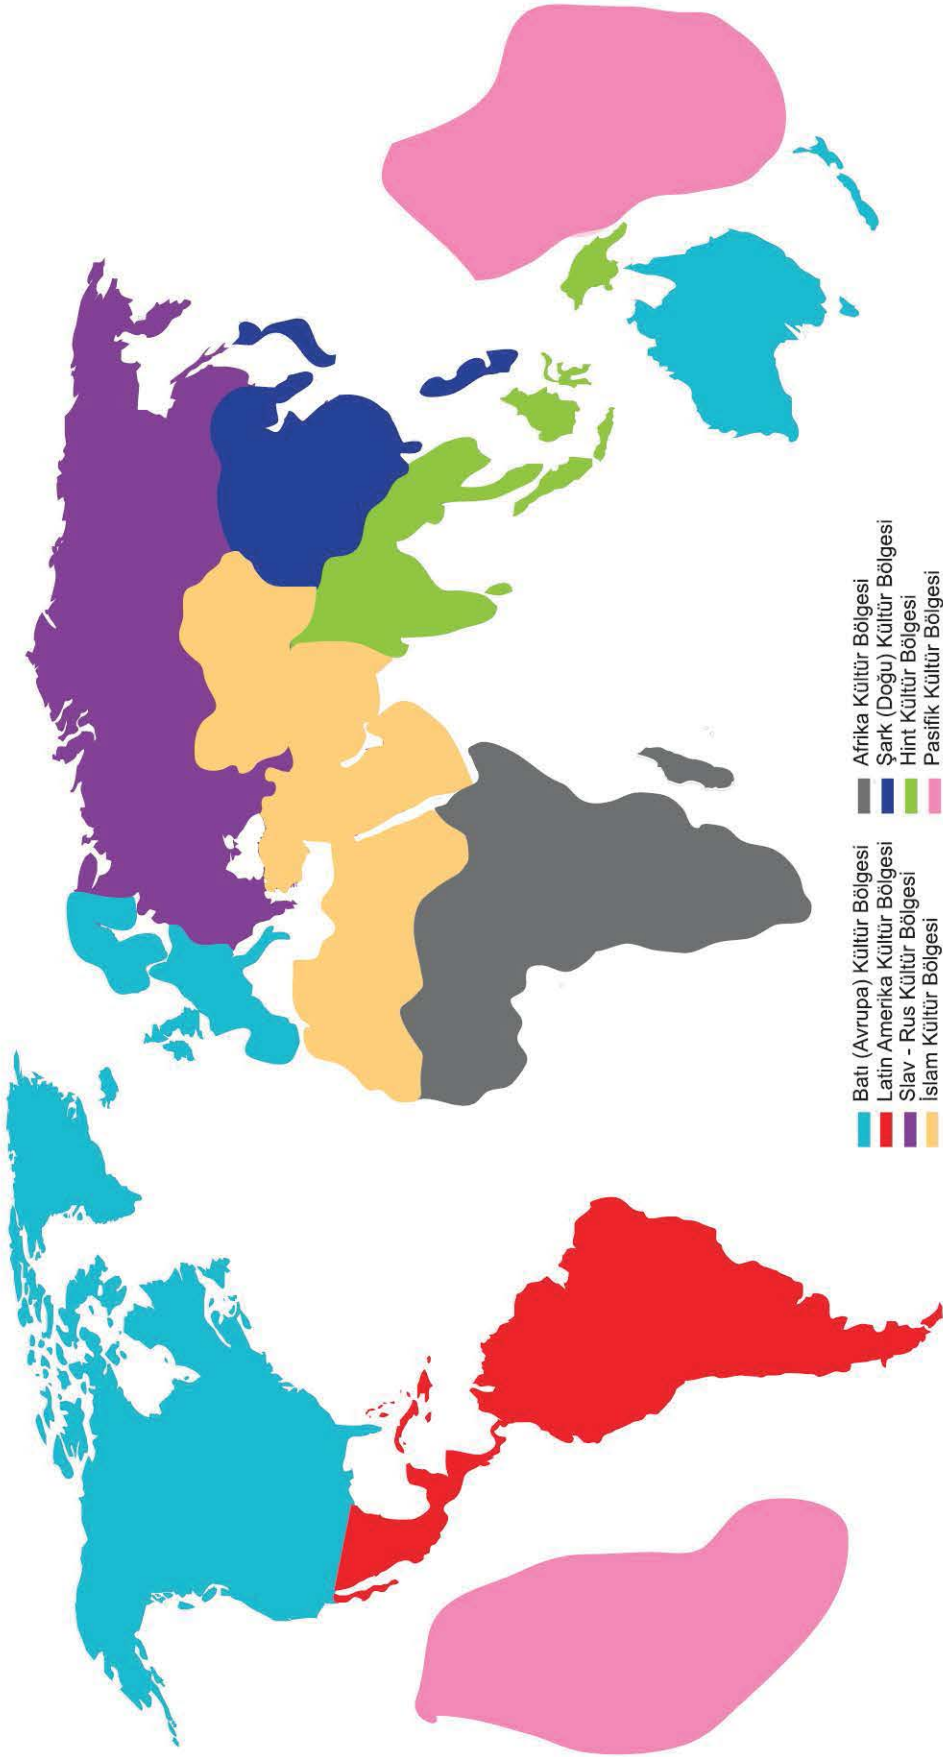 Batı (Avrupa) Kültür Bölgesi
Latin Amerika Kültür Bölgesi
Slav - Rus Kültür Bölgesi
İslam Kültür Bölgesi
Afrika Kültür Bölgesi
Şark (Doğu) Kültür Bölgesi
Hint Kültür Bölgesi
Pasifik Kültür Bölgesi